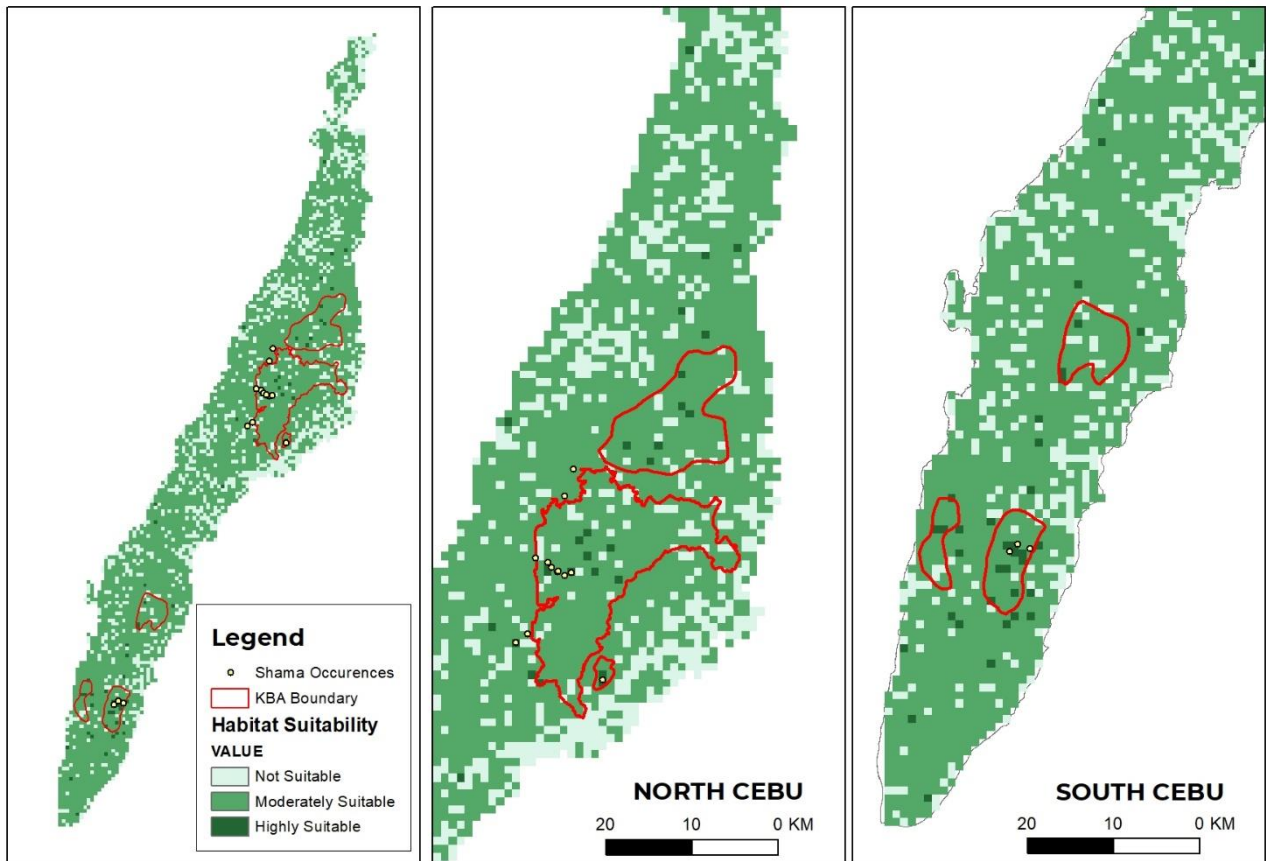 Legend
Shama Occurences
KBA Boundary
Habitat Suitability
VALUE
Not Suitable
Moderately Suitable
Highly Suitable
NORTH CEBU
20 10 0 KM
SOUTH CEBU
20 10 0 KM